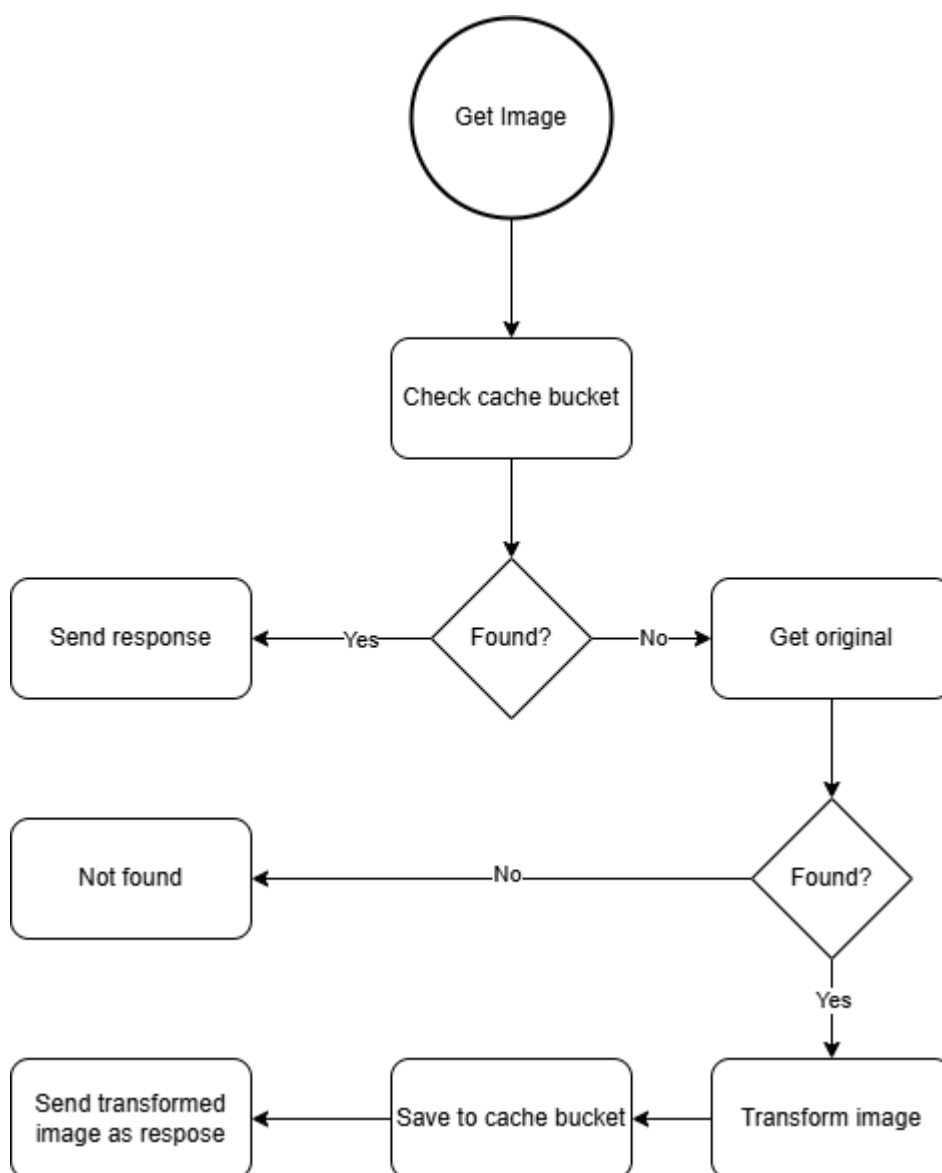 Get Image
Check cache bucket
Send response
Yes
Found?
No
Get original
Not found
No
Found?
Yes
Send transformed
image as respose
Save to cache bucket
Transform image